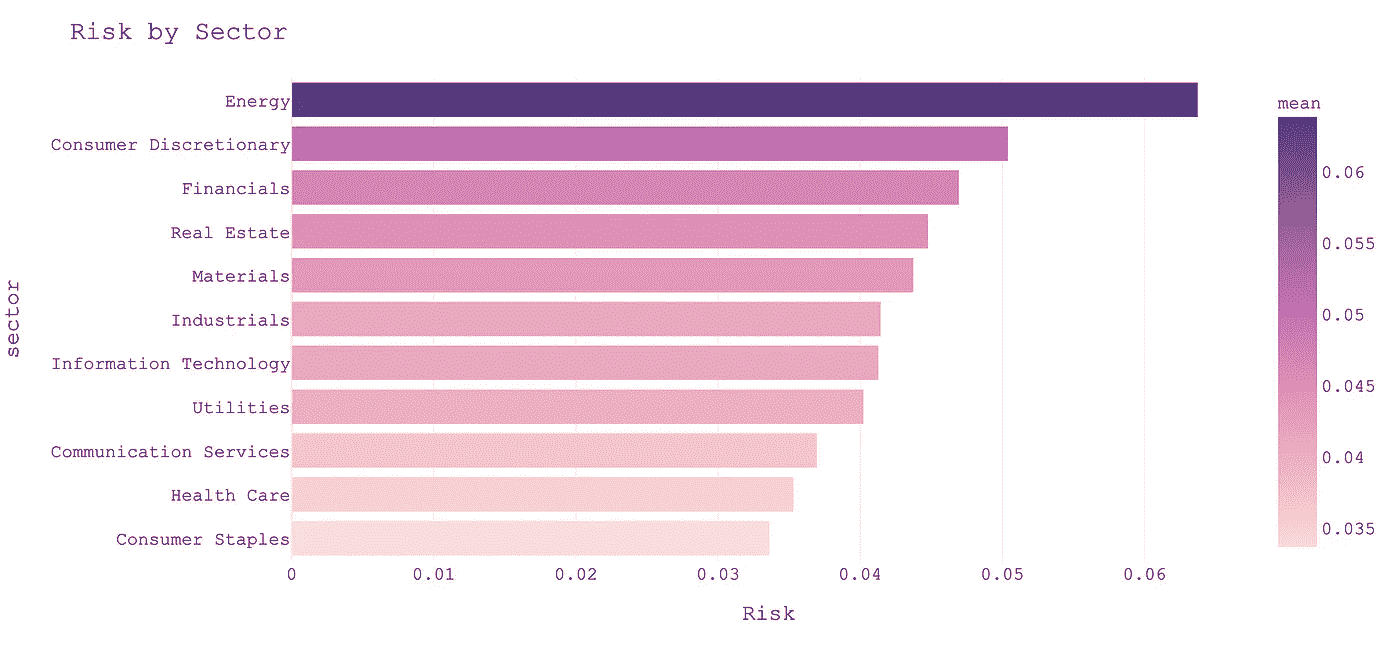 Risk by Sector
Energy
Consumer Discretionary
Financials
Real Estate
Materials
Industrials
Information Technology
Utilities
Communication Services
Health Care
Consumer Staples
sector
0 0.01 0.02 0.03 0.04 0.05 0.06
Risk
mean
0.06
0.055
0.05
0.045
0.04
0.035